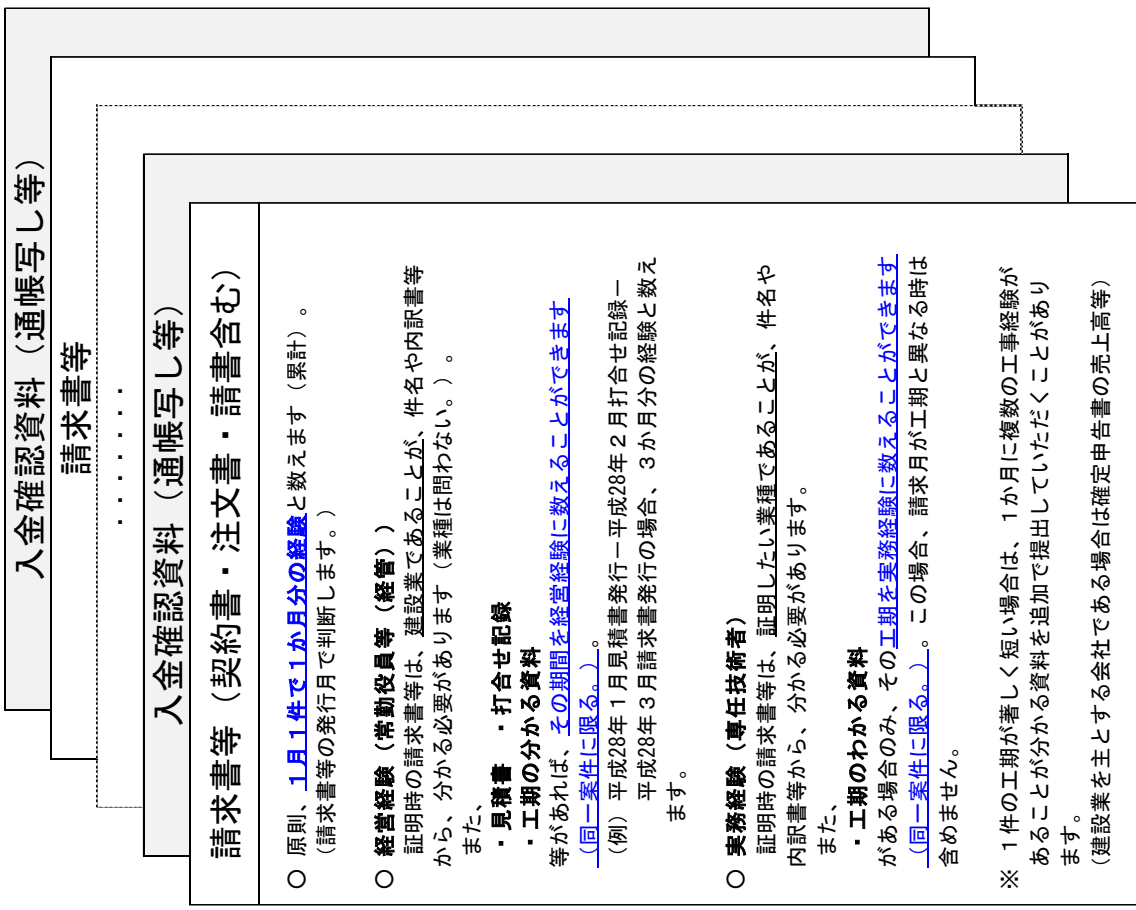 入金確認資料（通帳写し等）
請求書等
．．．．．．．
入金確認資料（通帳写し等）
請求書等（契約書・注文書・請書含む）
○ 原則、１月１件で１か月分の経験と数えます（累計）。
（請求書等の発行月で判断します。）
○ 経営経験（常勤役員等（経管））
証明時の請求書等は、建設業であることが、件名や内訳書等
から、分かる必要があります（業種は問わない。）。
また、
・見積書 ・打合せ記録
・工期の分かる資料
等があれば、その期間を経営経験に数えることができます
（同一案件に限る。）。
（例）平成28年１月見積書発行－平成28年２月打合せ記録－
平成28年３月請求書発行の場合、３か月分の経験と数え
ます。
○ 実務経験（専任技術者）
証明時の請求書等は、証明したい業種であることが、件名や
内訳書等から、分かる必要があります。
また、
・工期のわかる資料
がある場合のみ、その工期を実務経験に数えることができます
（同一案件に限る。）。この場合、請求月が工期と異なる時は
含めません。
※ １件の工期が著しく短い場合は、１か月に複数の工事経験が
あることが分かる資料を追加で提出していただくことがあり
ます。
（建設業を主とする会社である場合は確定申告書の売上高等）